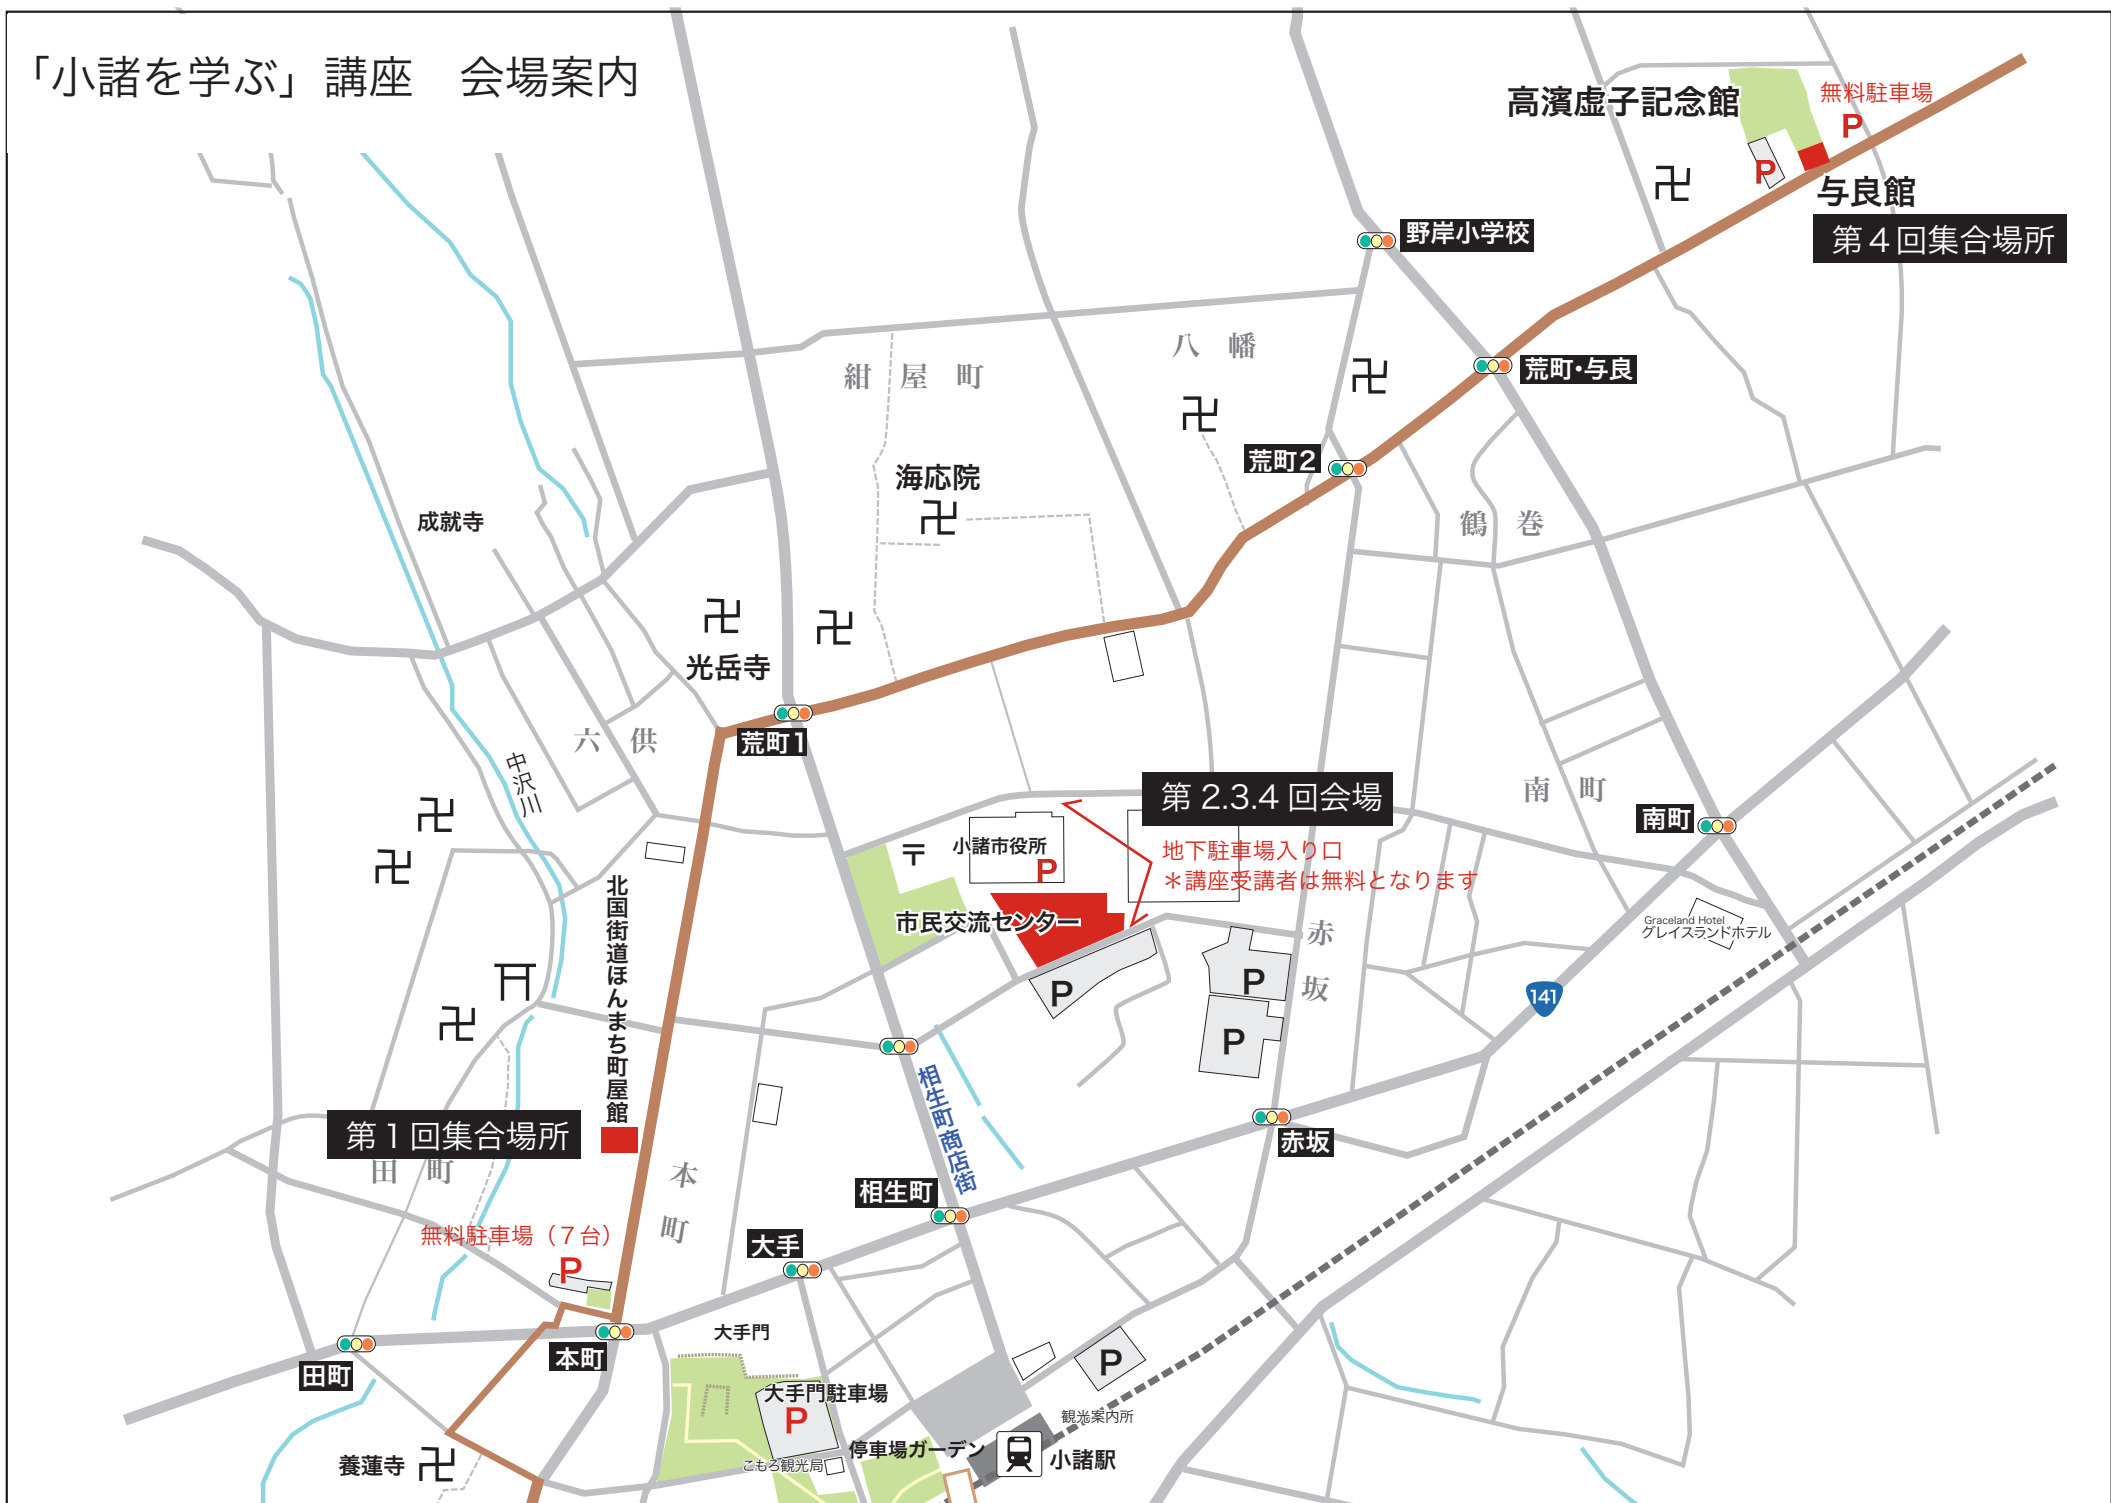 「小諸を学ぶ」講座　会場案内
高濱虚子記念館
無料駐車場
P
P
与良館
第４回集合場所
野岸小学校
八幡
紺屋町
荒町・与良
荒町2
海応院
成就寺
鶴巻
光岳寺
六供
荒町1
中沢川
第 2.3.4 回会場
南町
南町
〒
小諸市役所
P
地下駐車場入り口
＊講座受講者は無料となります
市民交流センター
北国街道ほんまち町屋館
赤坂
Graceland Hotel
グレイスランドホテル
P
P
P
141
相生町商店街
第１回集合場所
田町
本町
赤坂
相生町
無料駐車場（７台）
P
大手
大手門
本町
田町
P
大手門駐車場
P
観光案内所
停車場ガーデン
小諸駅
こもろ観光局
養蓮寺